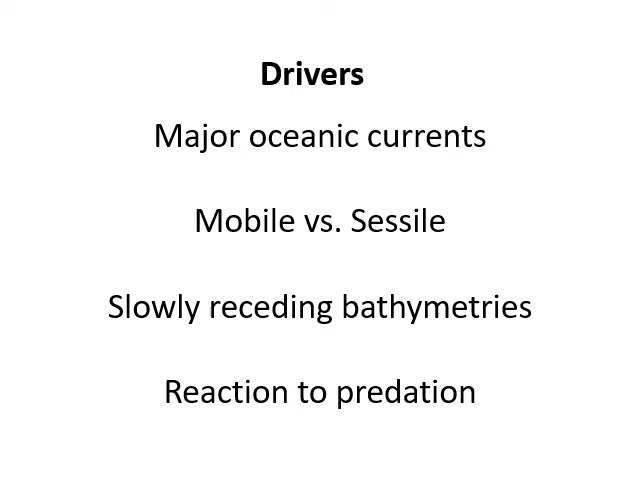 Drivers
Major oceanic currents
Mobile vs. Sessile
Slowly receding bathymetries
Reaction to predation